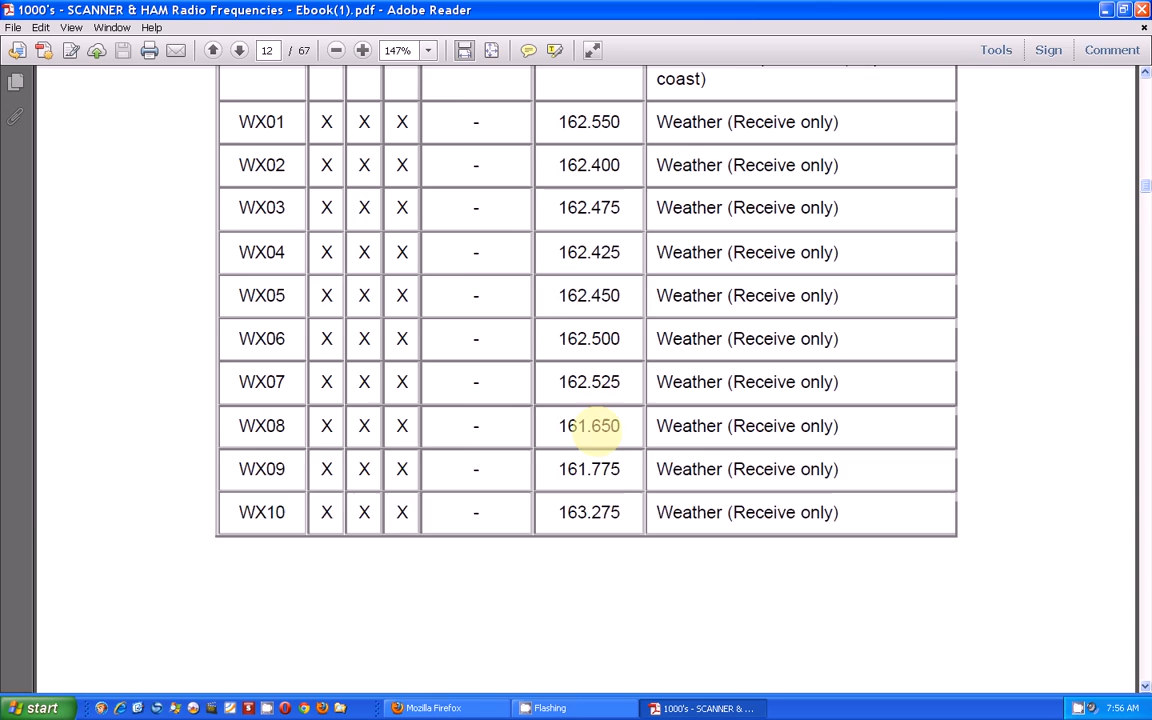 1000's - SCANNER & HAM Radio Frequencies - Ebook(1).pdf - Adobe Reader
File Edit View Window Help
12 / 67 147% Tools Sign Comment
coast)
WX01 X X X - 162.550 Weather (Receive only)
WX02 X X X - 162.400 Weather (Receive only)
WX03 X X X - 162.475 Weather (Receive only)
WX04 X X X - 162.425 Weather (Receive only)
WX05 X X X - 162.450 Weather (Receive only)
WX06 X X X - 162.500 Weather (Receive only)
WX07 X X X - 162.525 Weather (Receive only)
WX08 X X X - 161.650 Weather (Receive only)
WX09 X X X - 161.775 Weather (Receive only)
WX10 X X X - 163.275 Weather (Receive only)
start Mozilla Firefox Flashing 1000's - SCANNER & ... 7:56 AM